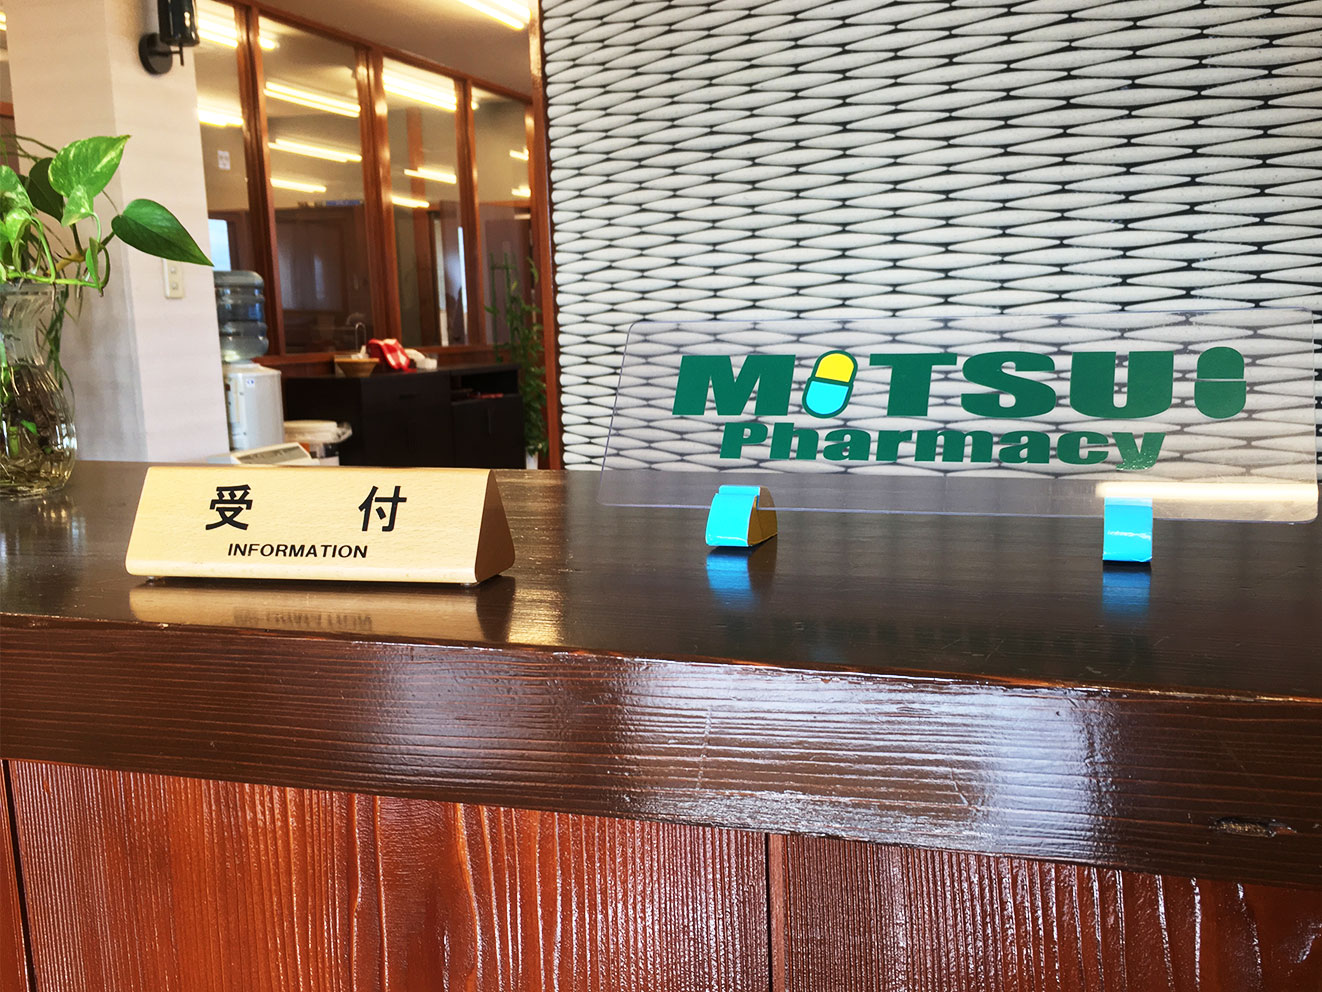 受 付
INFORMATION
MiTSUi
Pharmacy